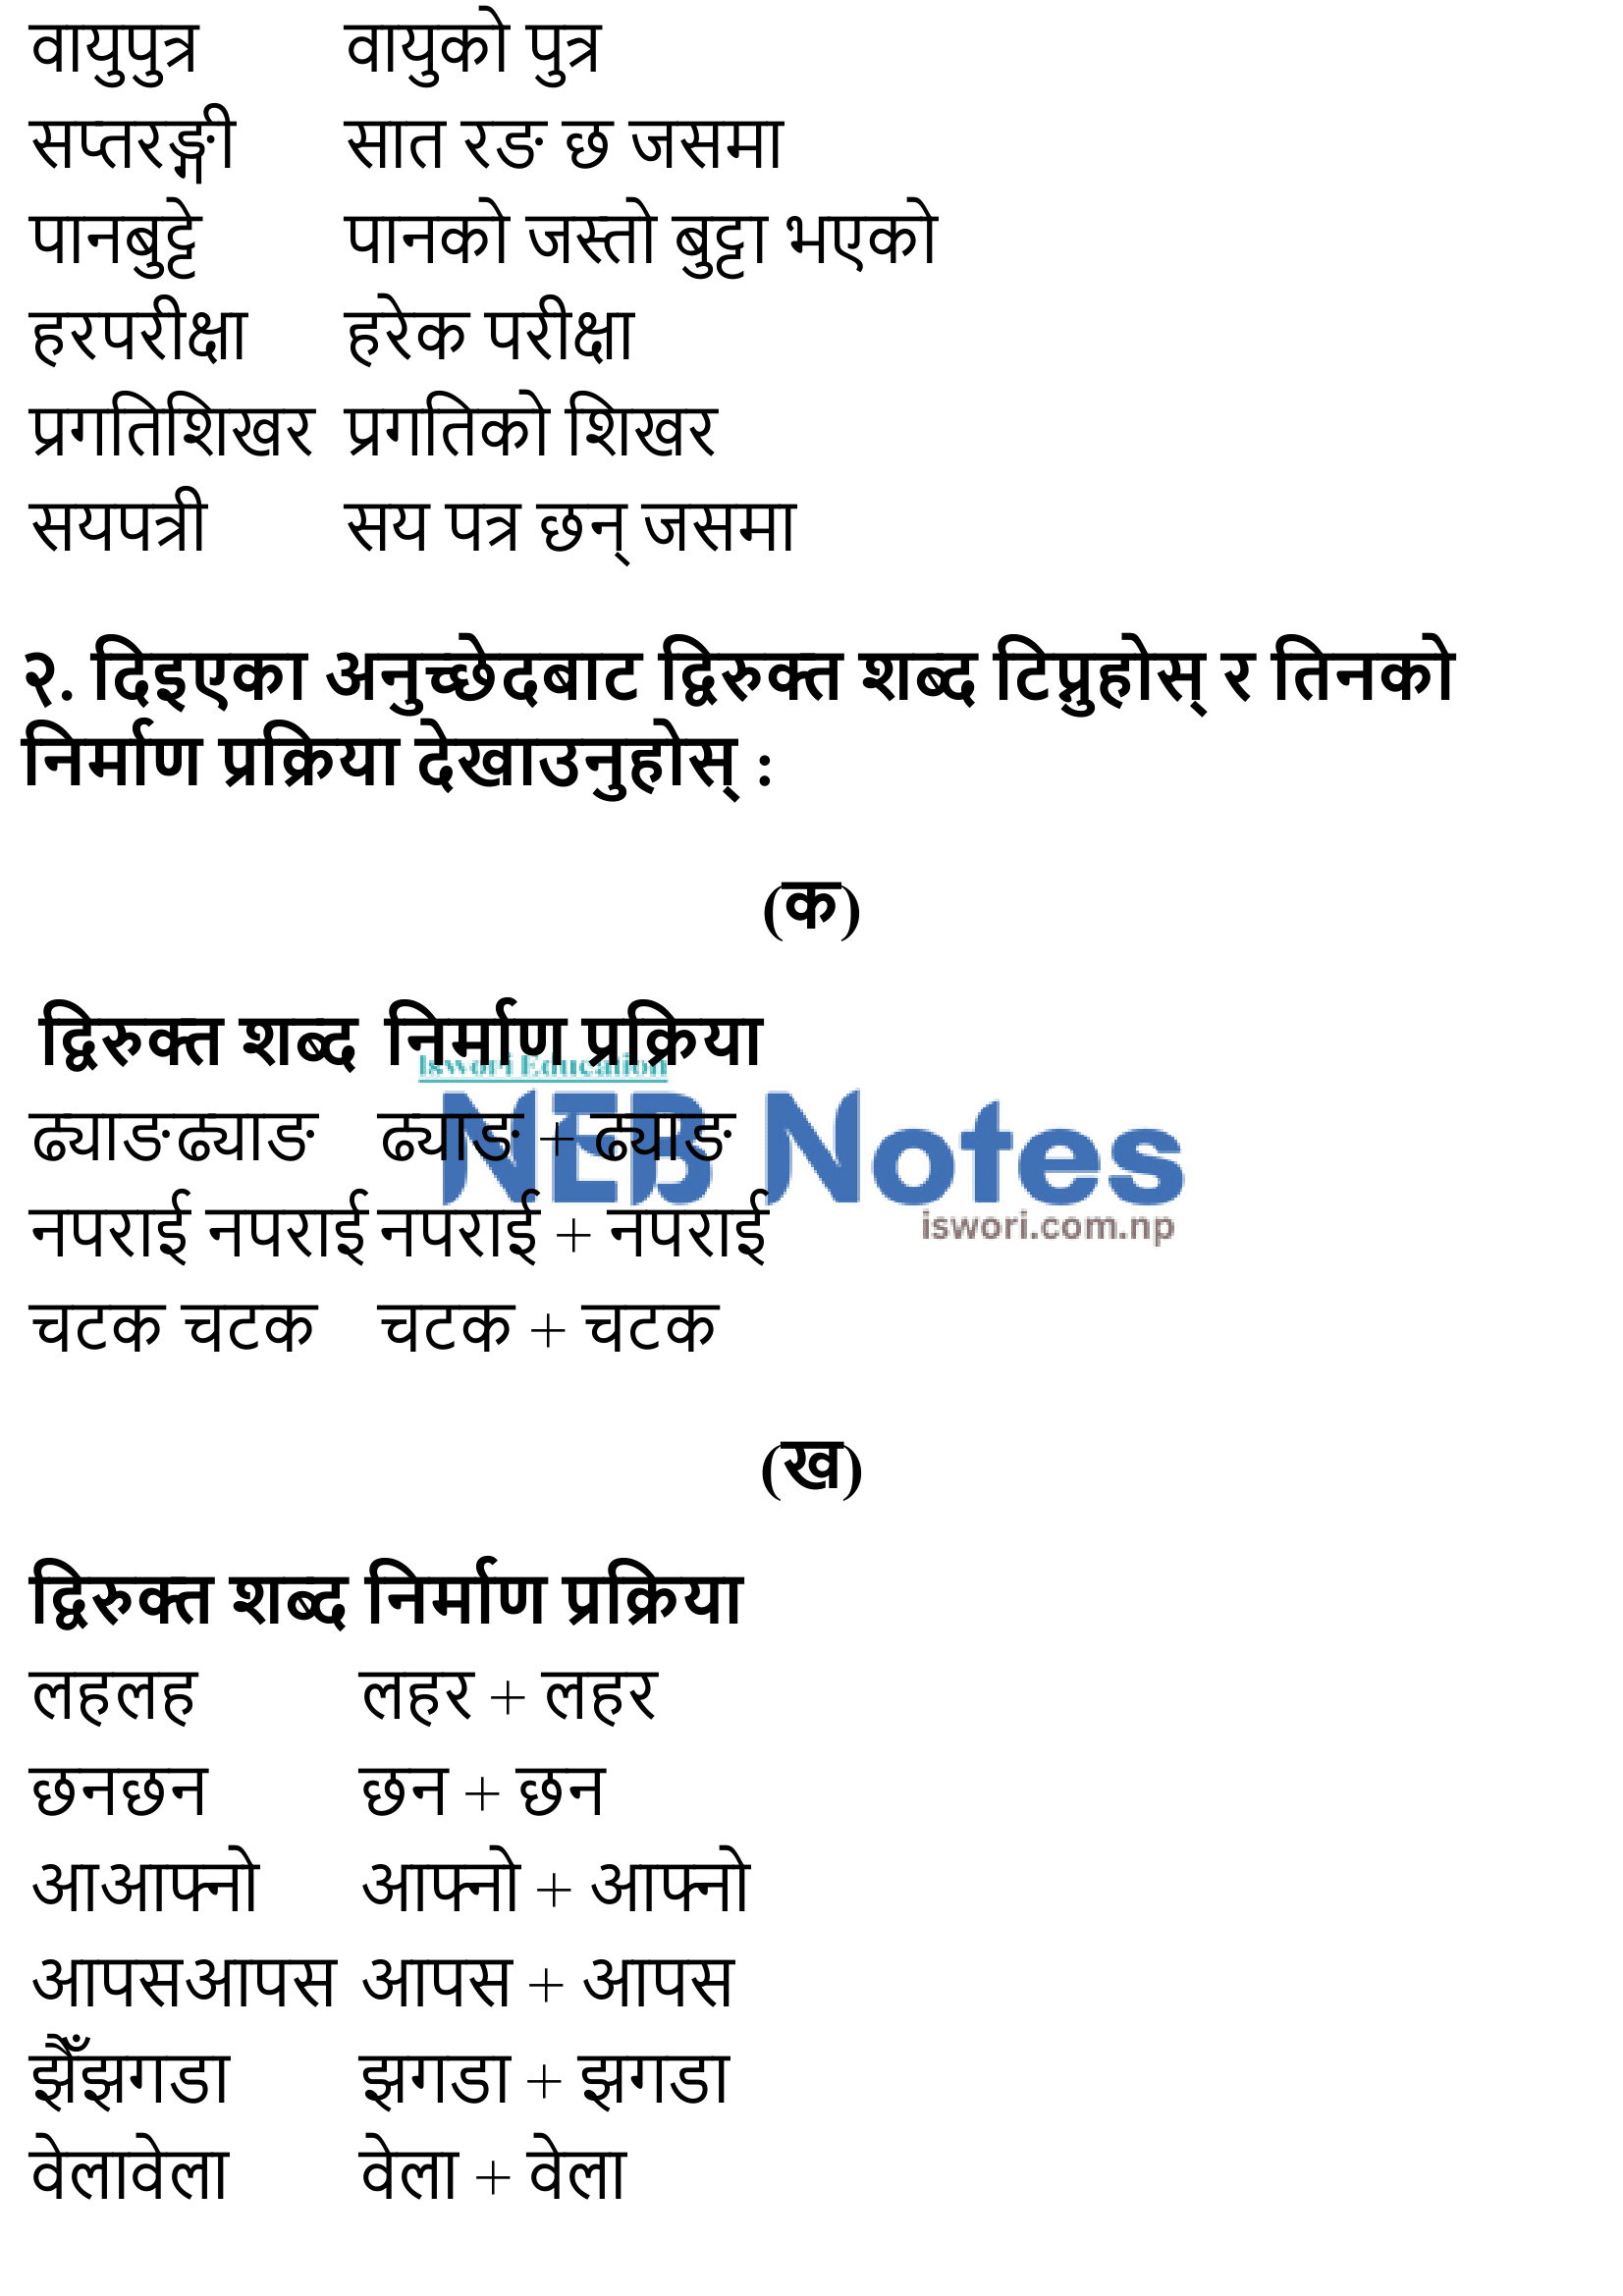 वायुपुत्र वायुको पुत्र
सप्तरङ्गी सात रङ छ जसमा
पानबुट्टे पानको जस्तो बुट्टा भएको
हरपरीक्षा हरेक परीक्षा
प्रगतिशिखर प्रगतिको शिखर
सयपत्री सय पत्र छन् जसमा
२. दिइएका अनुच्छेदबाट द्विरुक्त शब्द टिप्नुहोस् र तिनको
निर्माण प्रक्रिया देखाउनुहोस् :
(क)
द्विरुक्त शब्द निर्माण प्रक्रिया
Iswori Education
NEB Notes
ढ्याङढ्याङ ढ्याङ + ढ्याङ
iswori.com.np
नपराई नपराई नपराई + नपराई
चटक चटक चटक + चटक
(ख)
द्विरुक्त शब्द निर्माण प्रक्रिया
लहलह लहर + लहर
छनछन छन + छन
आआफ्नो आफ्नो + आफ्नो
आपसआपस आपस + आपस
झैँझगडा झगडा + झगडा
वेलावेला वेला + वेला